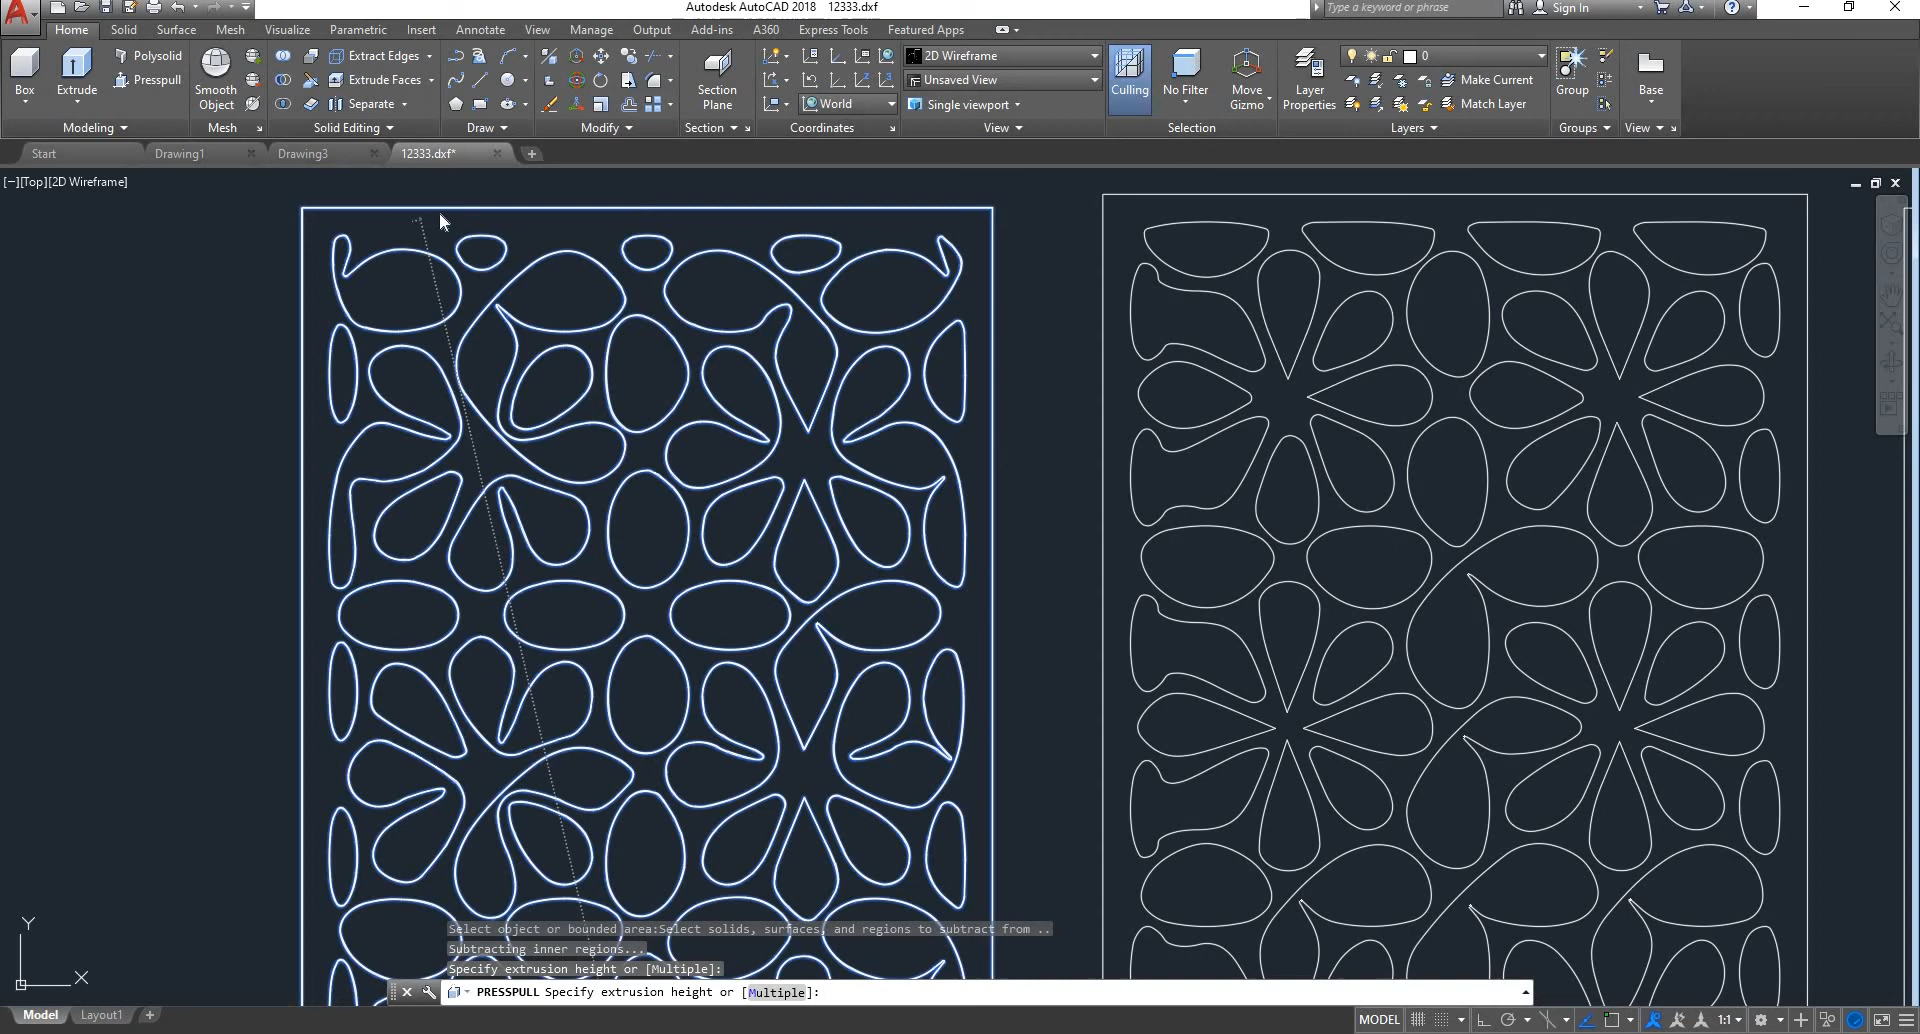 Autodesk AutoCAD 2018   12333.dxf
Type a keyword or phrase
Sign In
Home
Solid
Surface
Mesh
Visualize
Parametric
Insert
Annotate
View
Manage
Output
Add-ins
A360
Express Tools
Featured Apps
Box
Extrude
Polysolid
Presspull
Smooth
Object
Extract Edges
Extrude Faces
Separate
Section
Plane
World
2D Wireframe
Unsaved View
Single viewport
Culling
No Filter
Move
Gizmo
Layer
Properties
0
Make Current
Match Layer
Group
Base
Modeling
Mesh
Solid Editing
Draw
Modify
Section
Coordinates
View
Selection
Layers
Groups
View
Start
Drawing1
Drawing3
12333.dxf*
[−][Top][2D Wireframe]
Y
X
Select object or bounded area:Select solids, surfaces, and regions to subtract from ..
Subtracting inner regions...
Specify extrusion height or [Multiple]:
PRESSPULL Specify extrusion height or [Multiple]:
Model
Layout1
MODEL
1:1